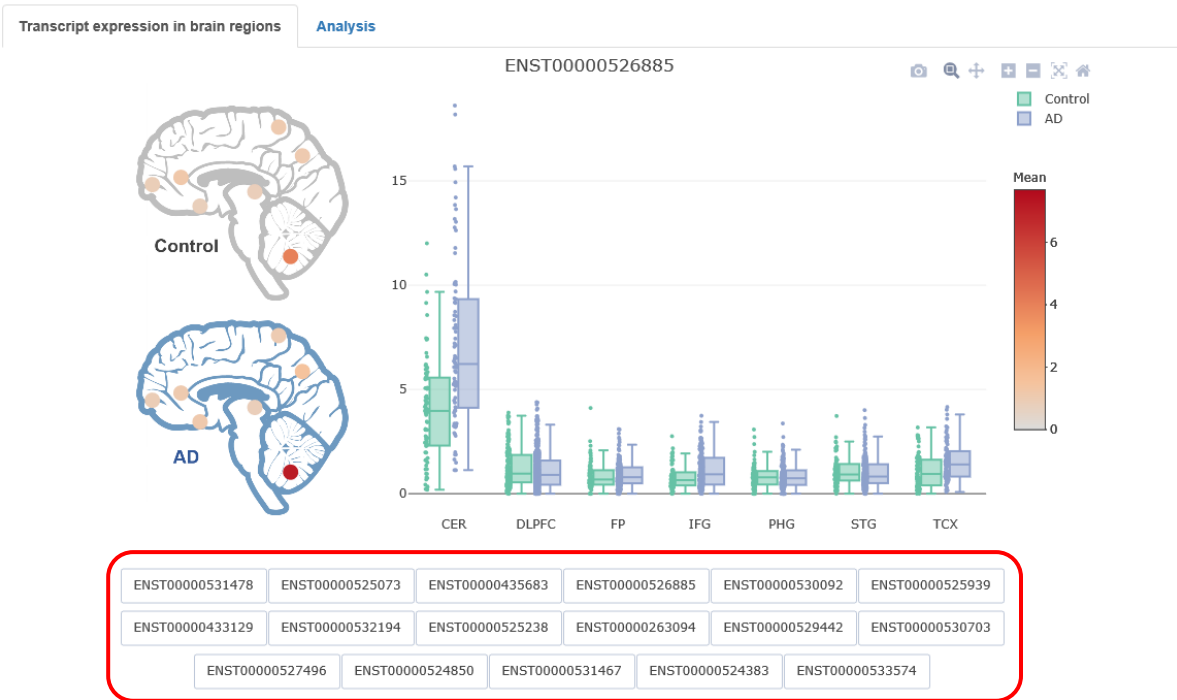 Transcript expression in brain regions Analysis
ENST00000526885
Control
AD
Mean
6
4
2
0
Control
AD
15
10
5
0
CER DLPFC FP IFG PHG STG TCX
ENST00000531478 ENST00000525073 ENST00000435683 ENST00000526885 ENST00000530092 ENST00000525939
ENST00000433129 ENST00000532194 ENST00000525238 ENST00000263094 ENST00000529442 ENST00000530703
ENST00000527496 ENST00000524850 ENST00000531467 ENST00000524383 ENST00000533574